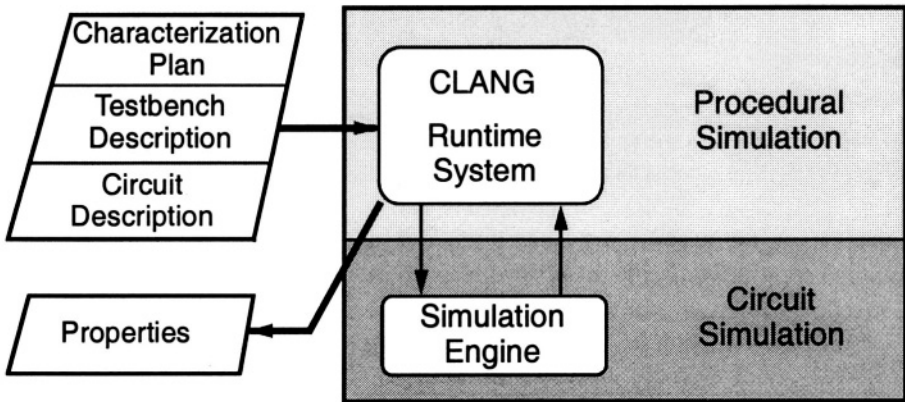 Characterization
Plan
Testbench
Description
Circuit
Description
Properties
CLANG
Runtime
System
Procedural
Simulation
Simulation
Engine
Circuit
Simulation